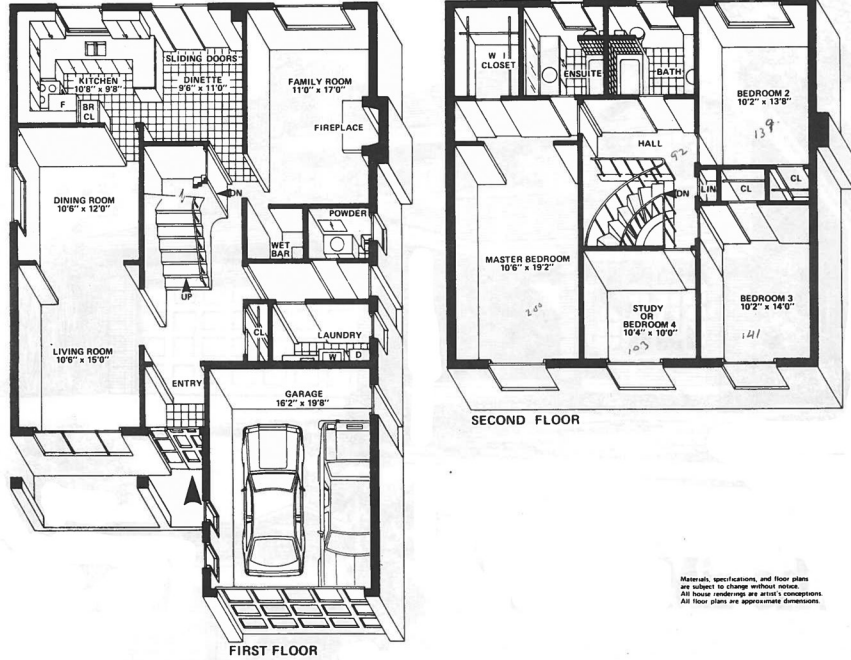 SLIDING DOORS
KITCHEN
10'8" x 9'8"
DINETTE
9'6" x 11'0"
FAMILY ROOM
11'0" x 17'0"
F
BR
CL
FIREPLACE
DINING ROOM
10'6" x 12'0"
DN
POWDER
WET
BAR
UP
LIVING ROOM
10'6" x 15'0"
CL
LAUNDRY
W
D
ENTRY
GARAGE
16'2" x 19'8"
FIRST FLOOR
W I
CLOSET
ENSUITE
BATH
BEDROOM 2
10'2" x 13'8"
139
HALL
92
LIN
CL
CL
DN
MASTER BEDROOM
10'6" x 19'2"
200
STUDY
OR
BEDROOM 4
10'4" x 10'0"
103
BEDROOM 3
10'2" x 14'0"
141
SECOND FLOOR
Materials, specifications, and floor plans
are subject to change without notice.
All house renderings are artist's conceptions.
All floor plans are approximate dimensions.